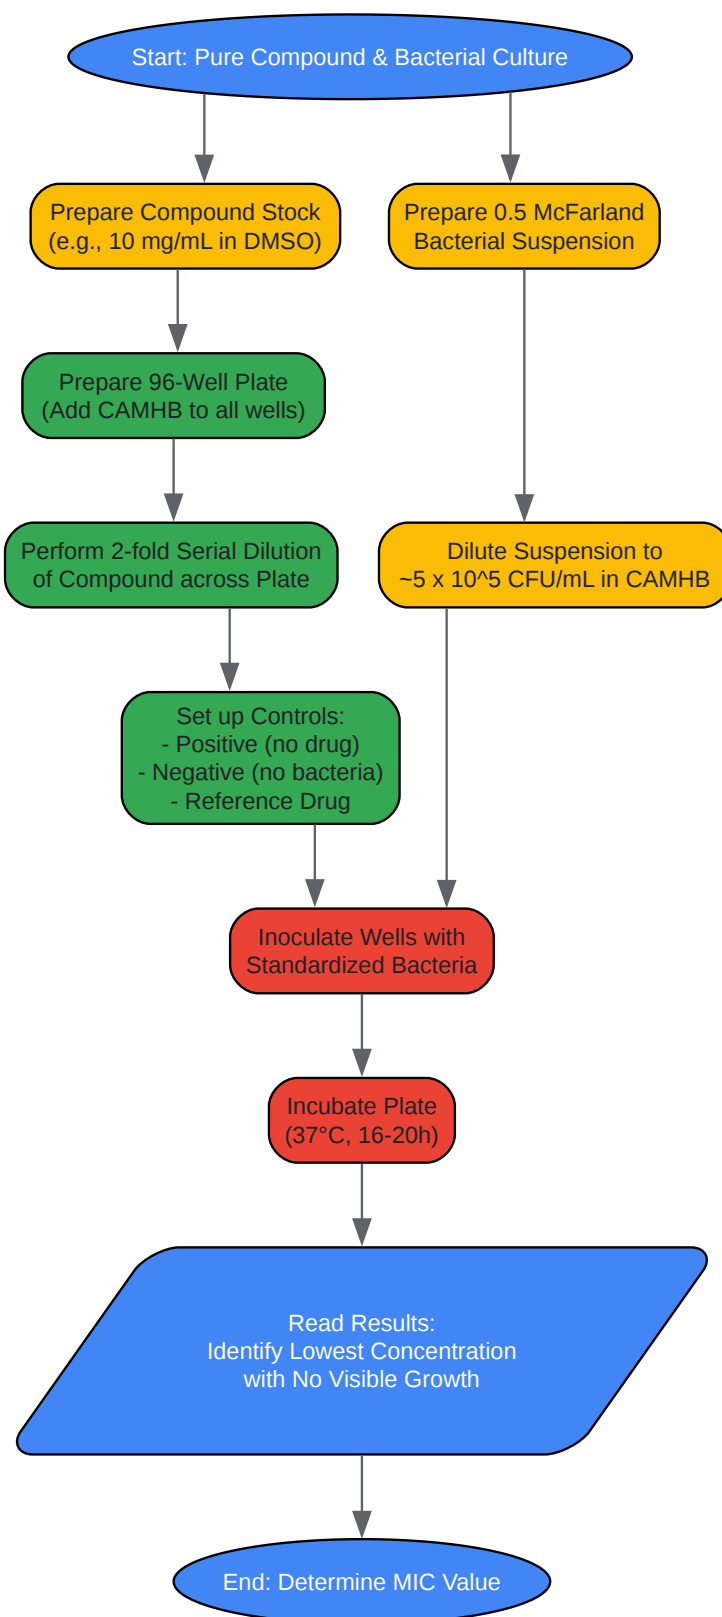 Start: Pure Compound & Bacterial Culture
Prepare Compound Stock
(e.g., 10 mg/mL in DMSO)
Prepare 0.5 McFarland
Bacterial Suspension
Prepare 96-Well Plate
(Add CAMHB to all wells)
Perform 2-fold Serial Dilution
of Compound across Plate
Dilute Suspension to
~5 x 10^5 CFU/mL in CAMHB
Set up Controls:
- Positive (no drug)
- Negative (no bacteria)
- Reference Drug
Inoculate Wells with
Standardized Bacteria
Incubate Plate
(37°C, 16-20h)
Read Results:
Identify Lowest Concentration
with No Visible Growth
End: Determine MIC Value